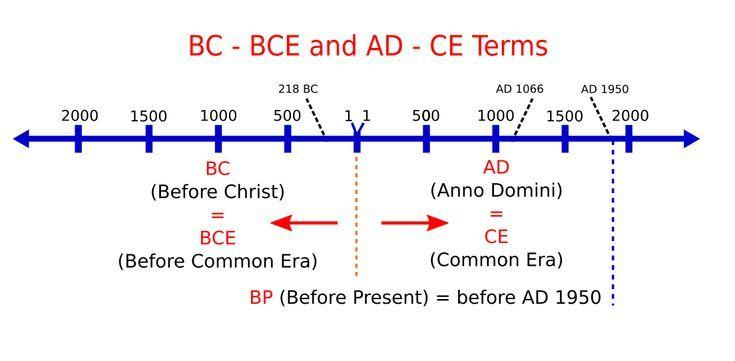 BC - BCE and AD - CE Terms
218 BC AD 1066 AD 1950
2000 1500 1000 500 1 1 500 1000 1500 2000
BC AD
(Before Christ) (Anno Domini)
= =
BCE CE
(Before Common Era) (Common Era)
BP (Before Present) = before AD 1950